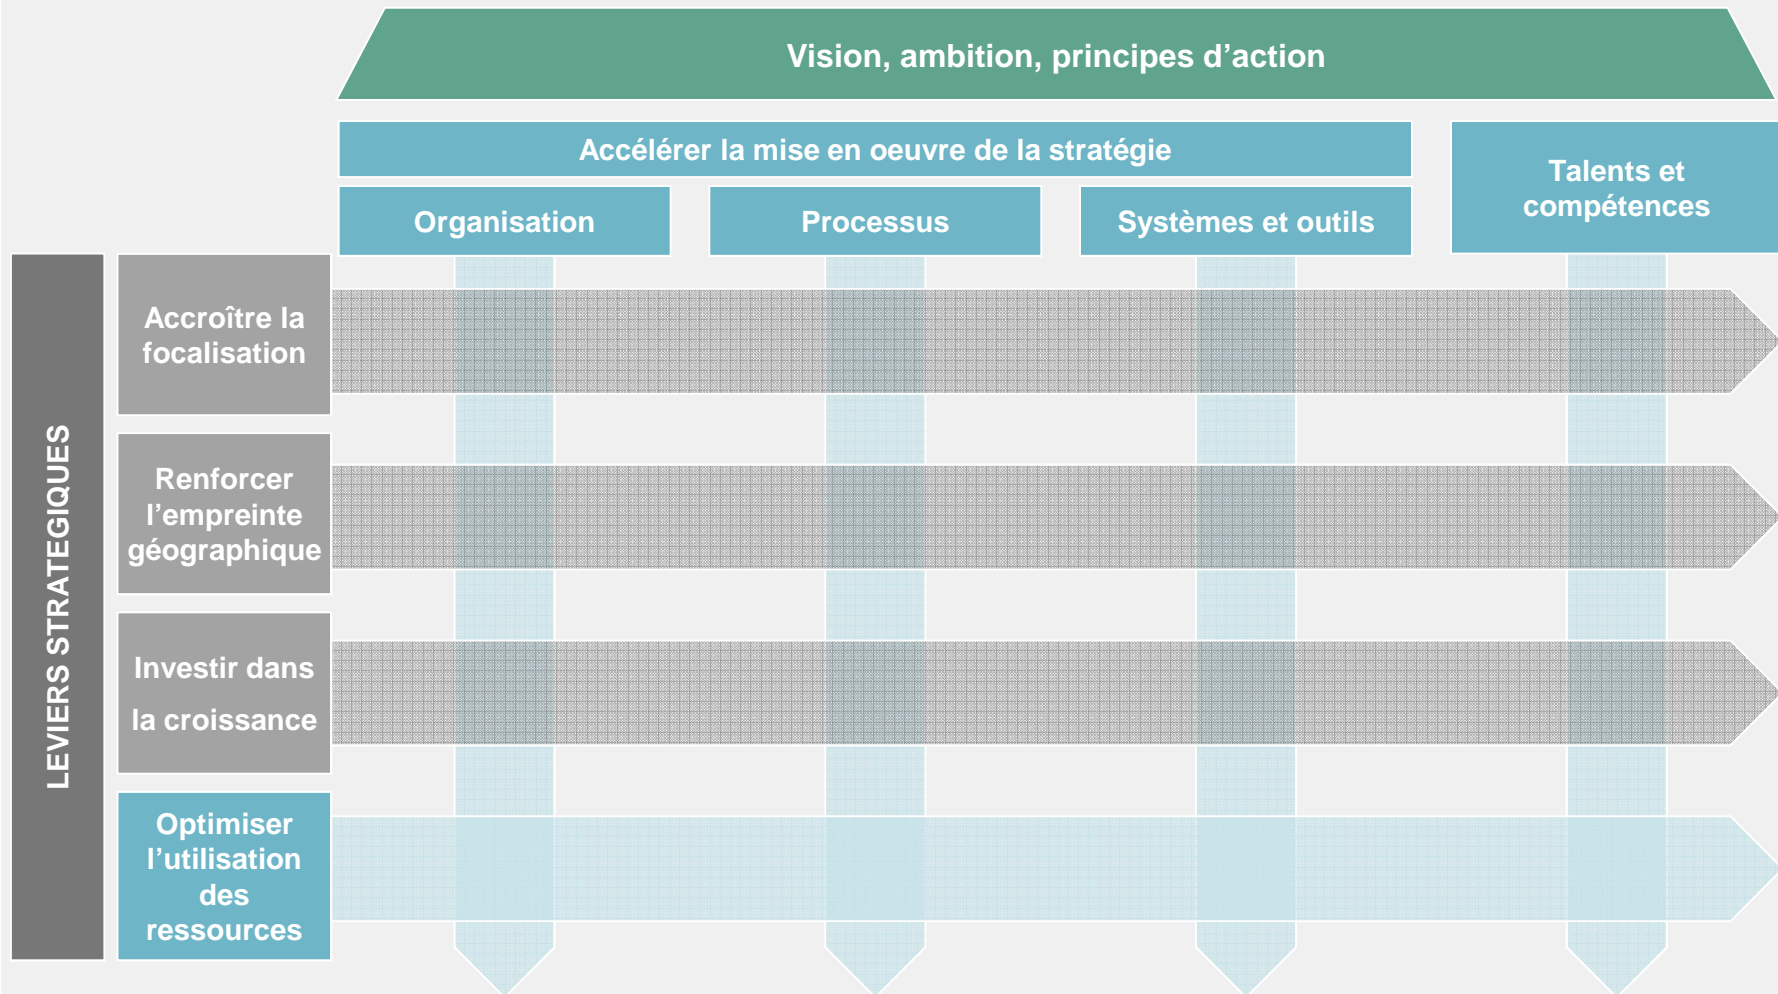 Vision, ambition, principes d’action
Accélérer la mise en oeuvre de la stratégie
Talents et
compétences
Organisation
Processus
Systèmes et outils
LEVIERS STRATEGIQUES
Accroître la
focalisation
Renforcer
l’empreinte
géographique
Investir dans
la croissance
Optimiser
l’utilisation
des
ressources